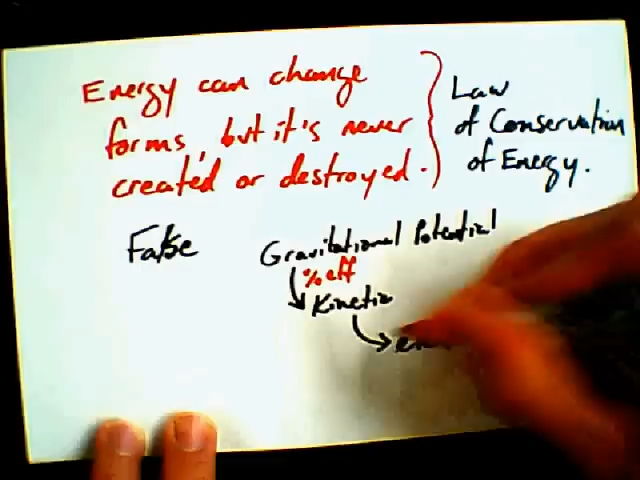 Energy can change
forms, but it's never
created or destroyed.
Law
of Conservation
of Energy.
False
Gravitational Potential
% eff
Kinetic